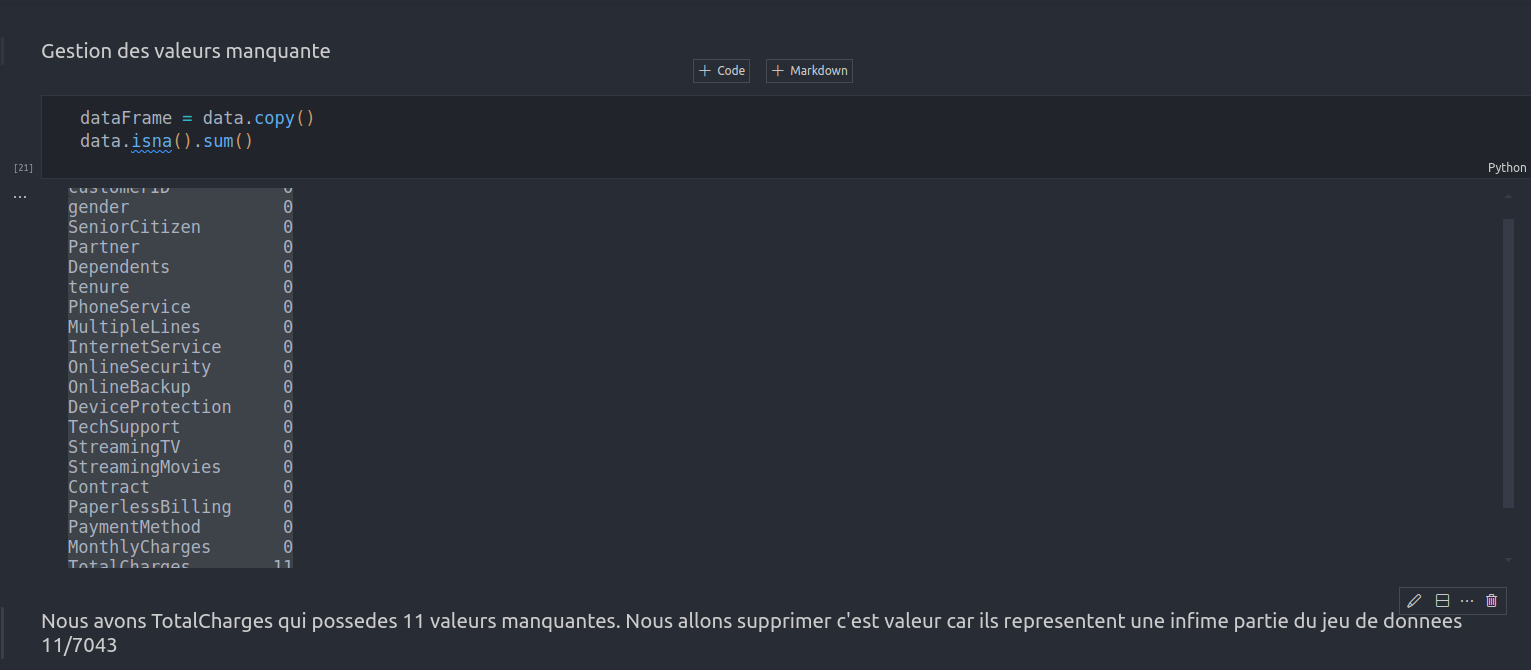 Gestion des valeurs manquante
+ Code + Markdown
dataFrame = data.copy()
data.isna().sum()
[21]
Python
...
customerID 0
gender 0
SeniorCitizen 0
Partner 0
Dependents 0
tenure 0
PhoneService 0
MultipleLines 0
InternetService 0
OnlineSecurity 0
OnlineBackup 0
DeviceProtection 0
TechSupport 0
StreamingTV 0
StreamingMovies 0
Contract 0
PaperlessBilling 0
PaymentMethod 0
MonthlyCharges 0
TotalCharges 11
Nous avons TotalCharges qui possedes 11 valeurs manquantes. Nous allons supprimer c'est valeur car ils representent une infime partie du jeu de donnees
11/7043